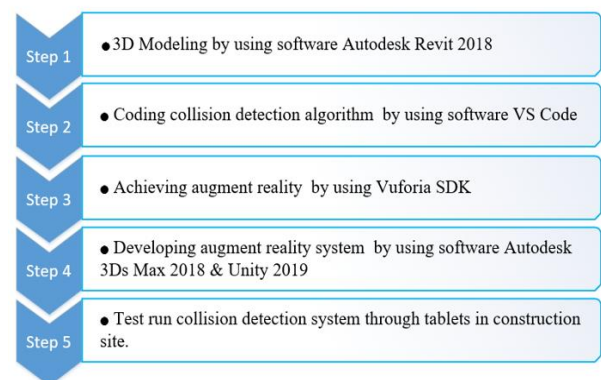 Step 1
●3D Modeling by using software Autodesk Revit 2018
Step 2
● Coding collision detection algorithm by using software VS Code
Step 3
● Achieving augment reality by using Vuforia SDK
Step 4
● Developing augment reality system by using software Autodesk
3Ds Max 2018 & Unity 2019
Step 5
● Test run collision detection system through tablets in construction
site.